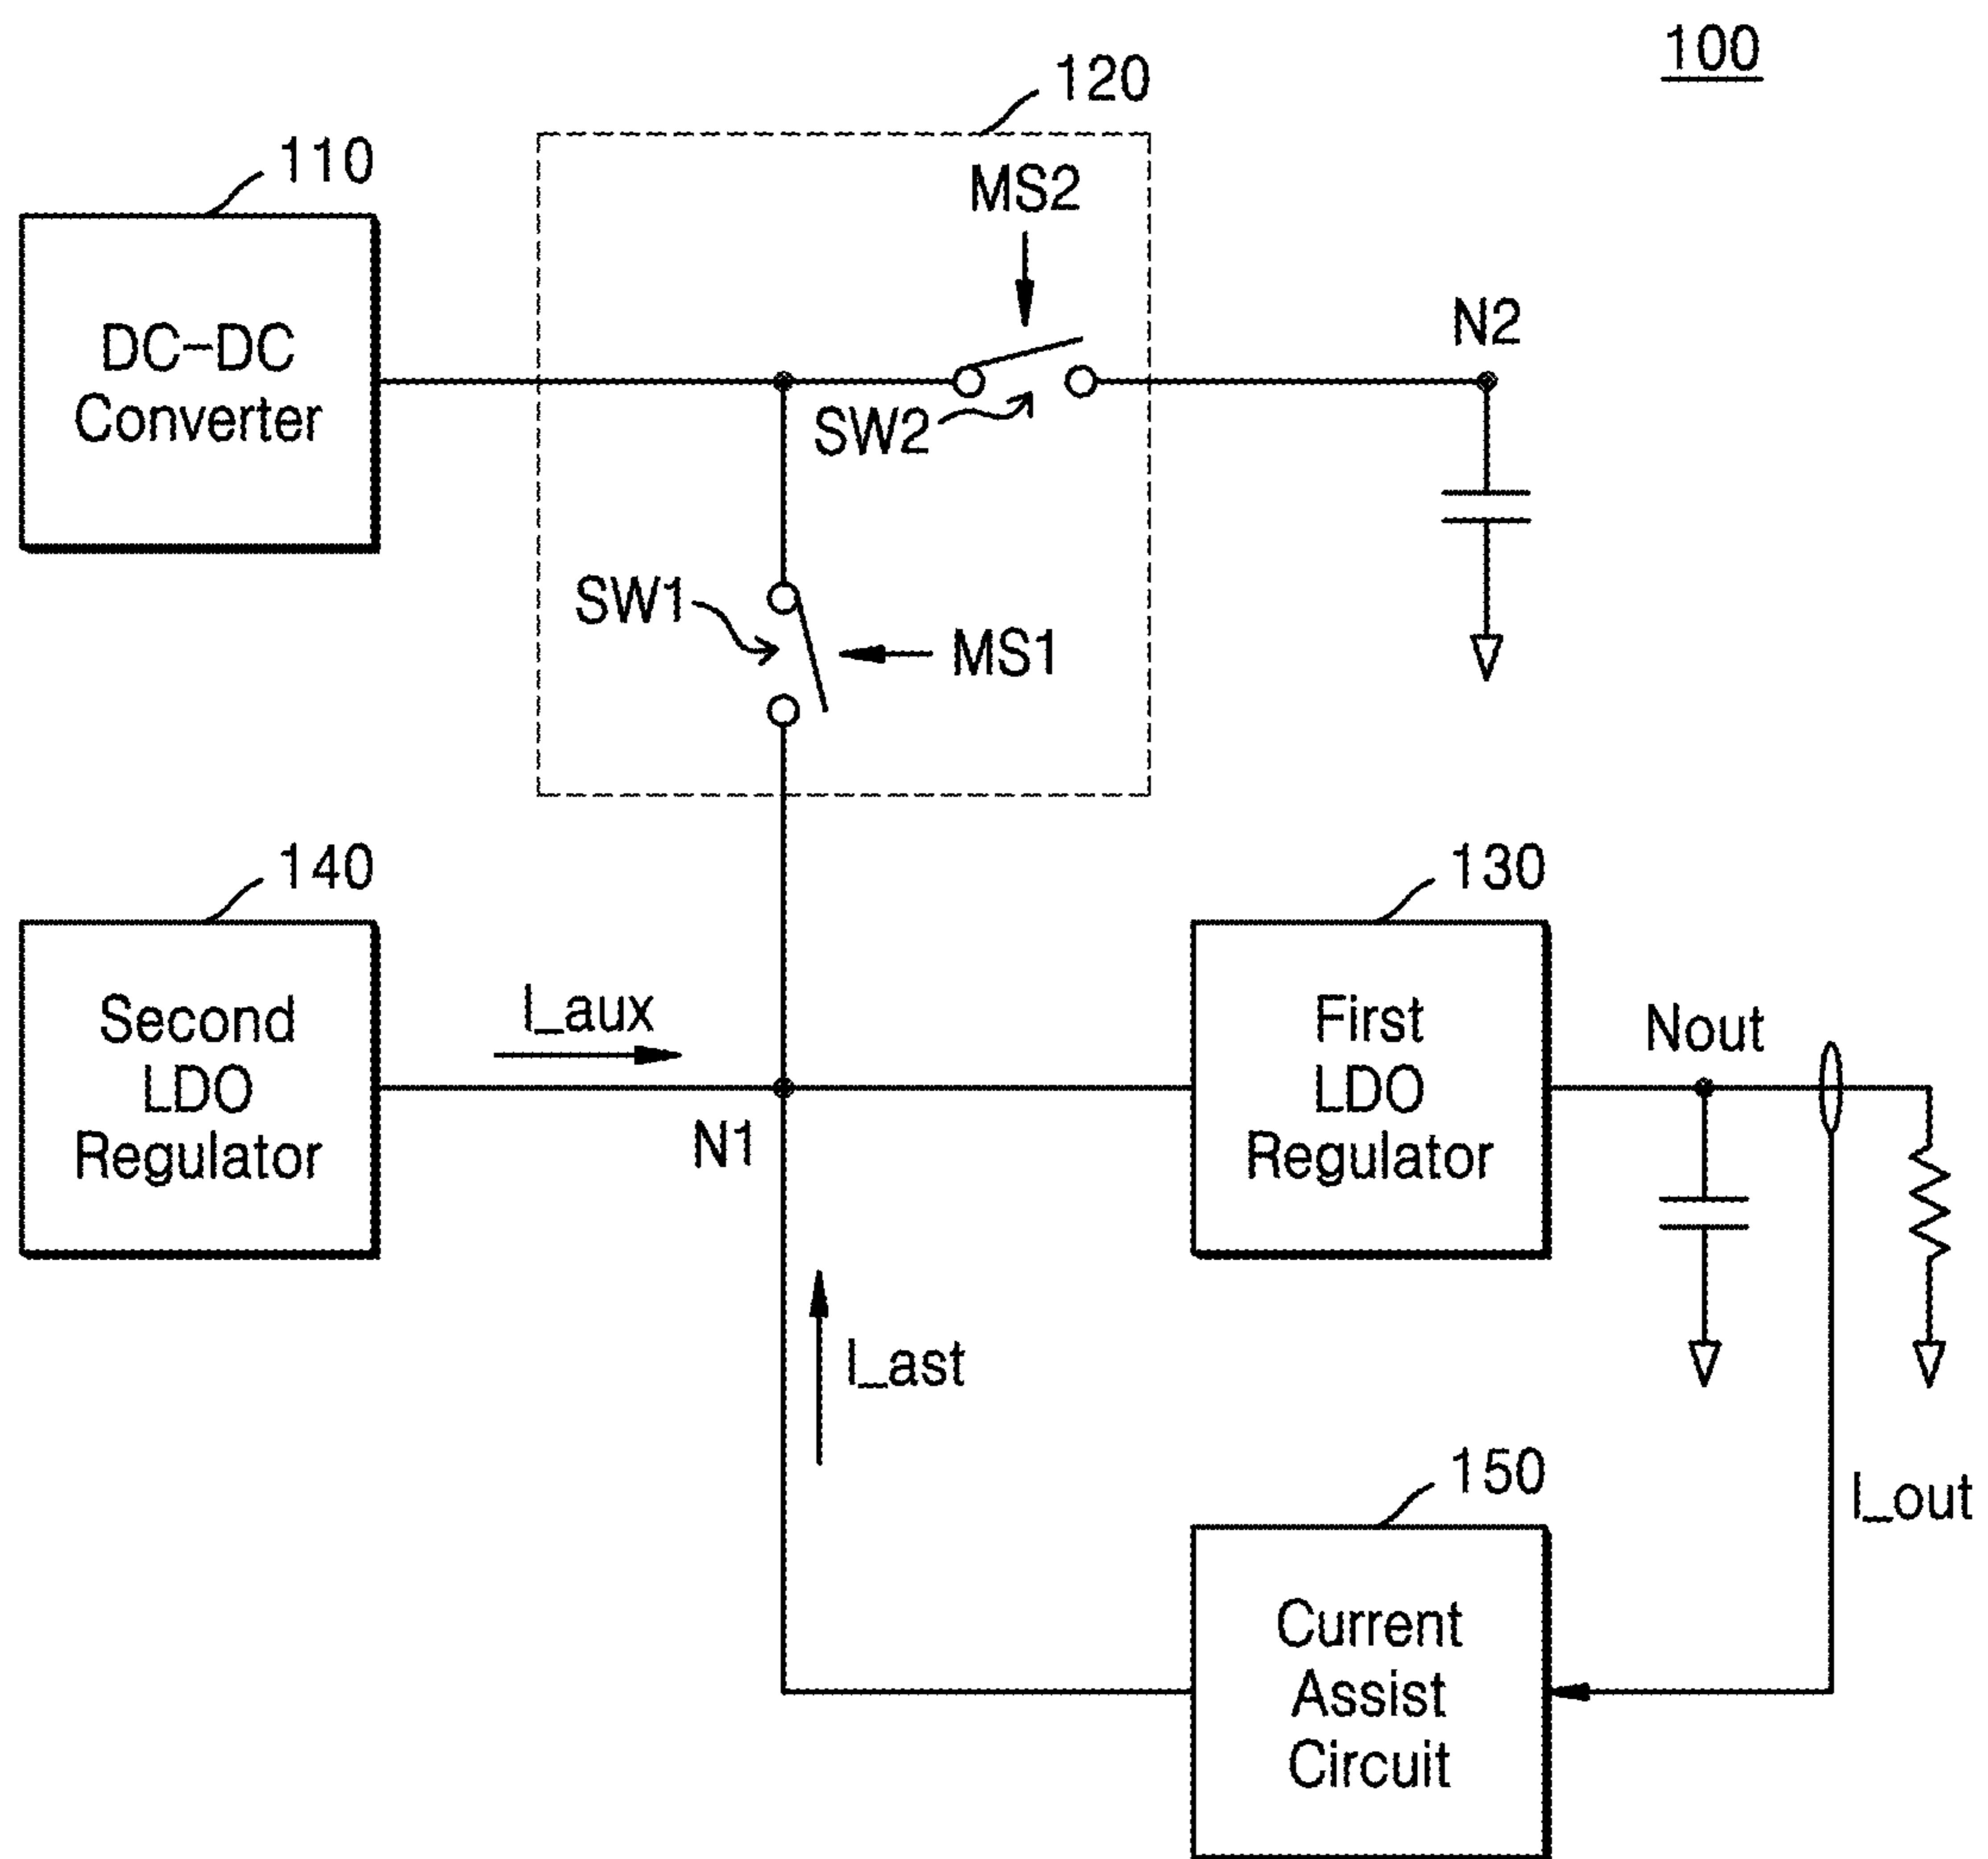 100
120
110
MS2
DC-DC
Converter
N2
SW2
SW1
MS1
140
130
Second
LDO
Regulator
I_aux
N1
First
LDO
Regulator
Nout
I_ast
150
I_out
Current
Assist
Circuit